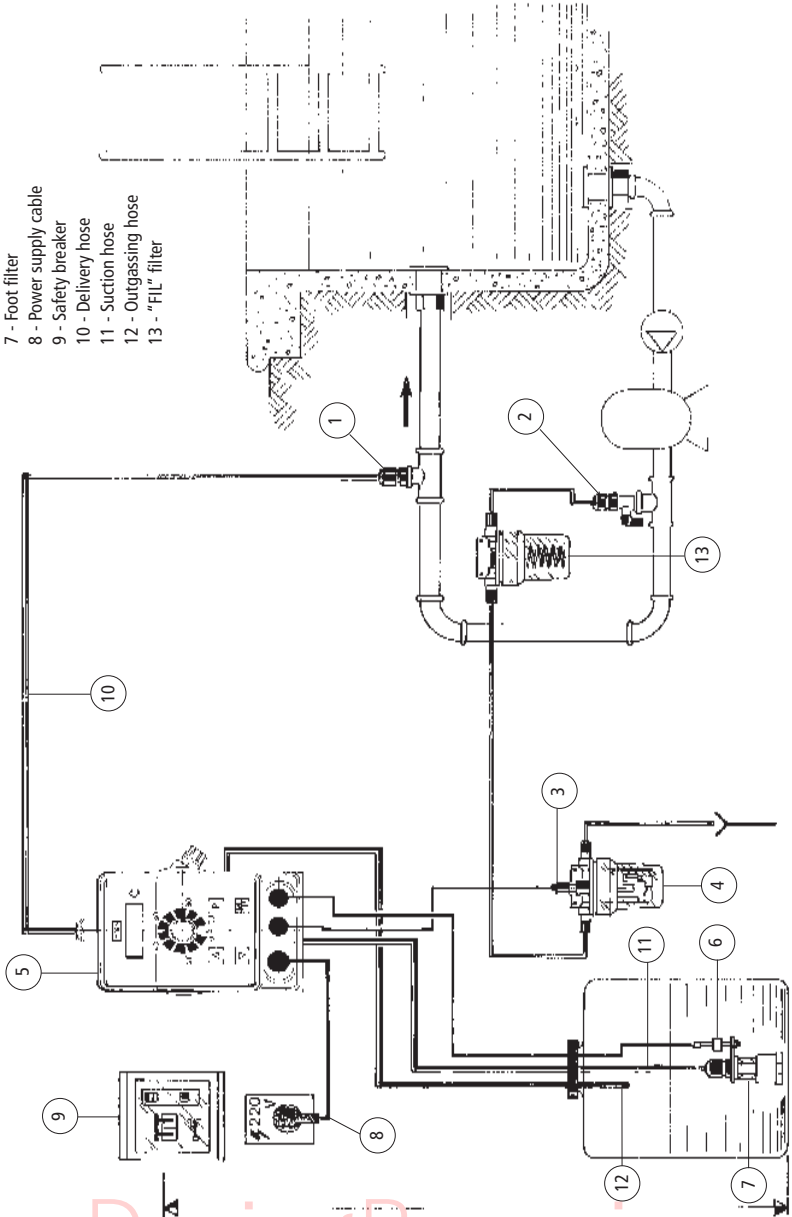 7 - Foot filter
8 - Power supply cable
9 - Safety breaker
10 - Delivery hose
11 - Suction hose
12 - Outgassing hose
13 - "FIL" filter
1
2
13
10
3
4
5
11
6
9
220 V
8
12
7
P